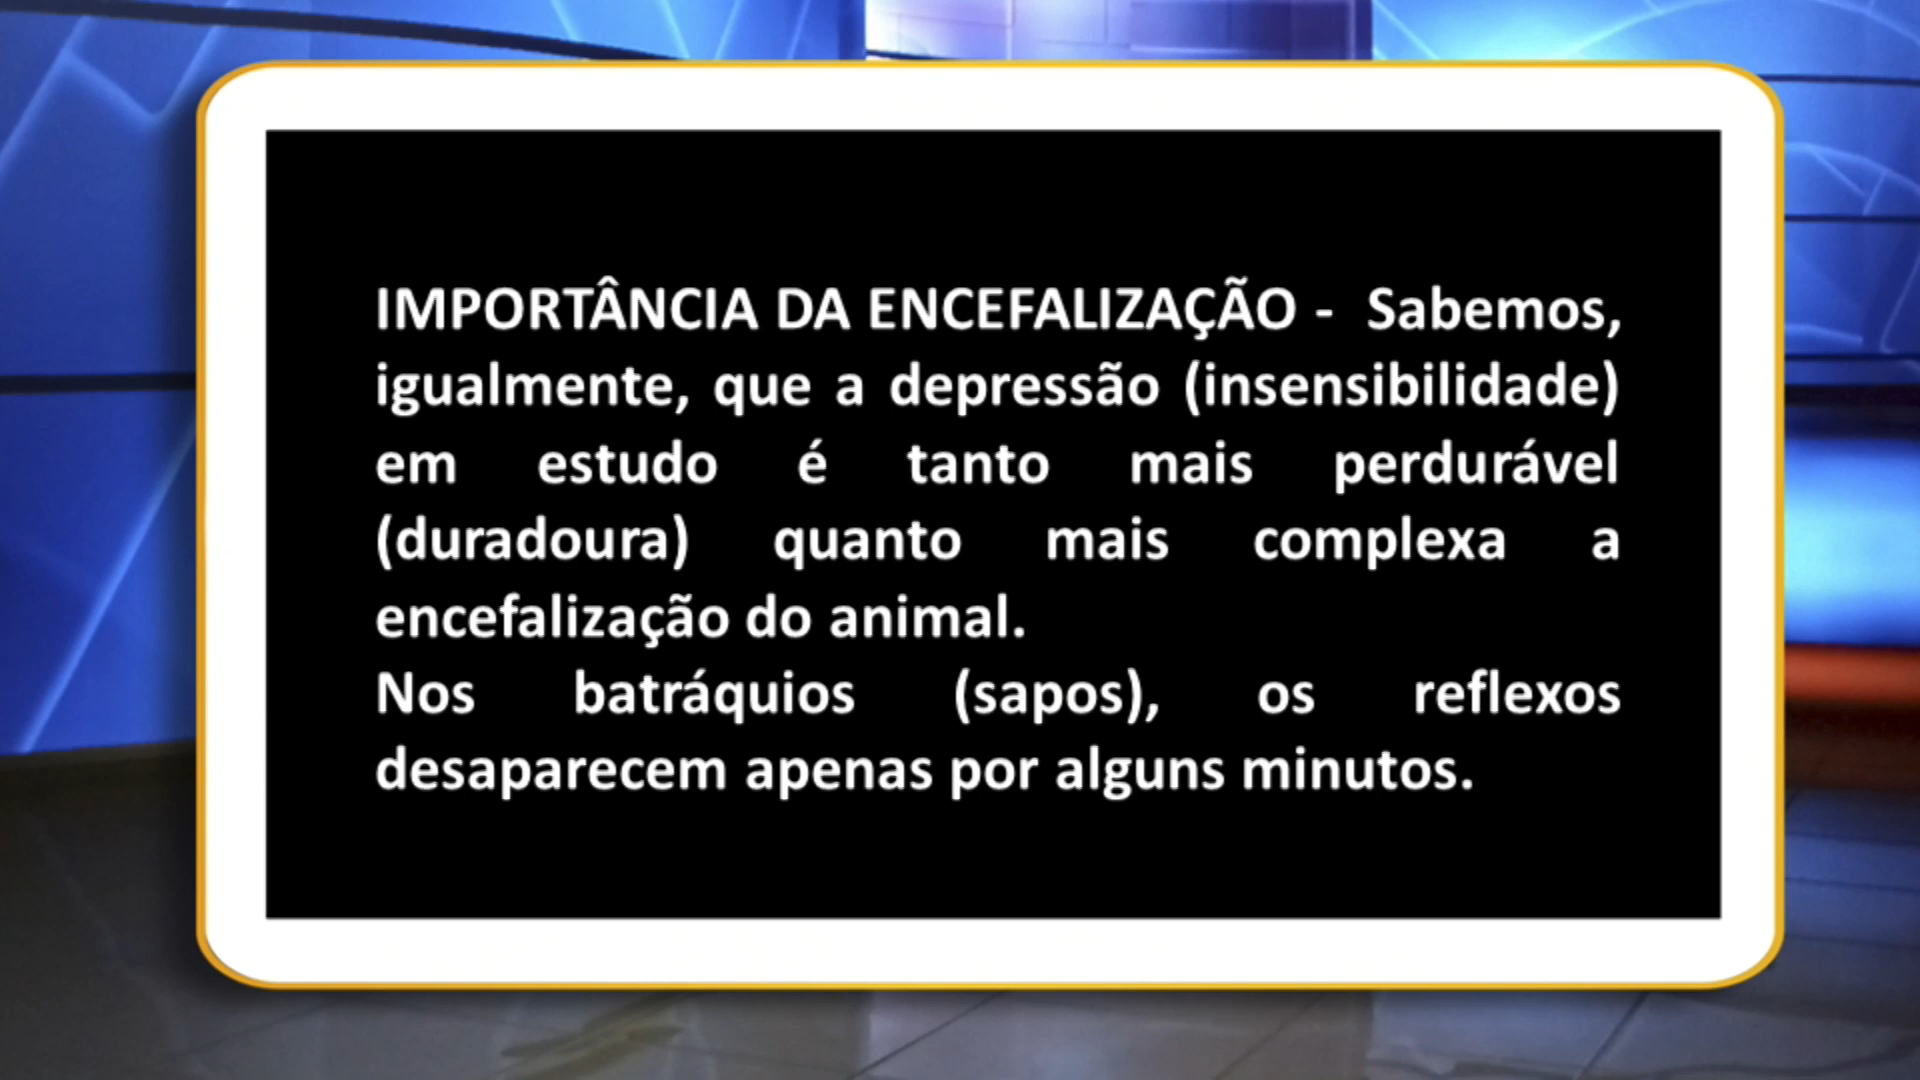 IMPORTÂNCIA DA ENCEFALIZAÇÃO - Sabemos,
igualmente, que a depressão (insensibilidade)
em estudo é tanto mais perdurável
(duradoura) quanto mais complexa a
encefalização do animal.
Nos batráquios (sapos), os reflexos
desaparecem apenas por alguns minutos.